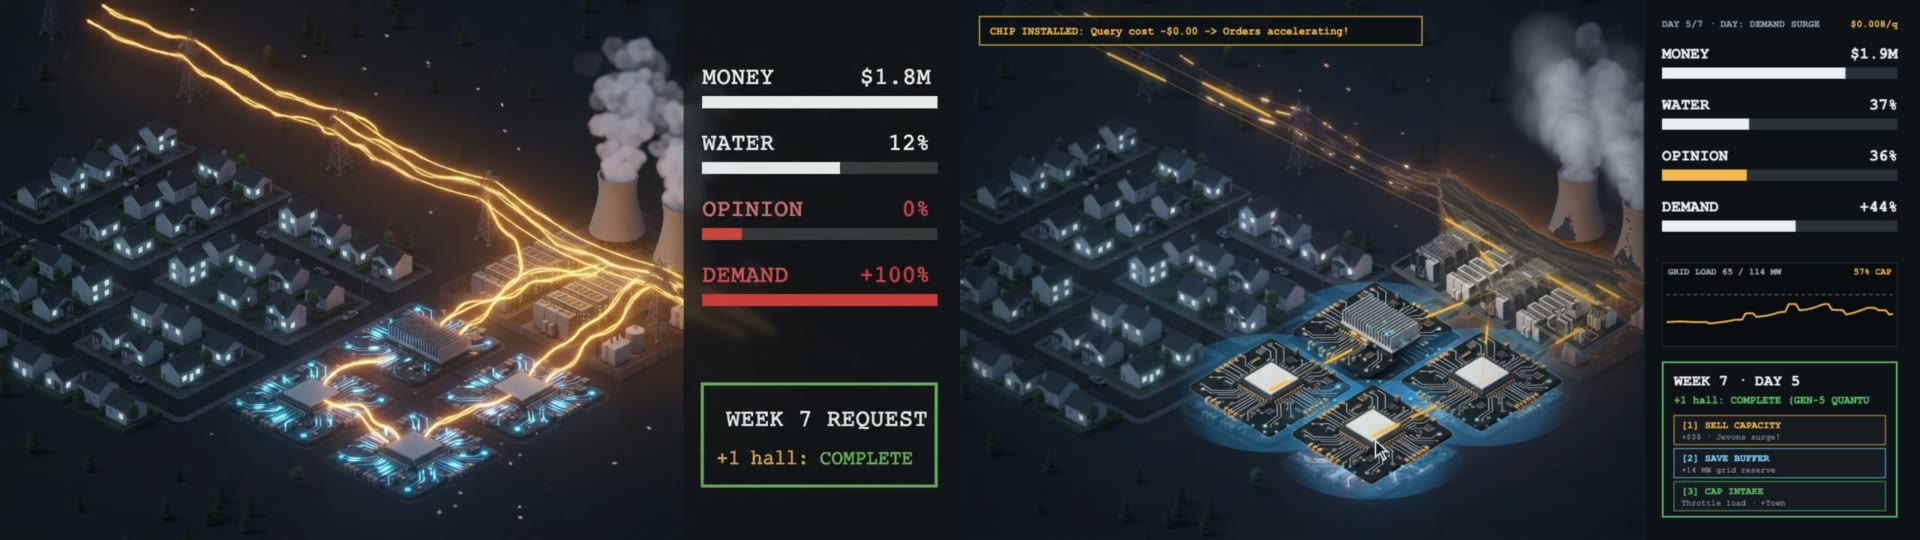 MONEY $1.8M
WATER 12%
OPINION 0%
DEMAND +100%
WEEK 7 REQUEST
+1 hall: COMPLETE
CHIP INSTALLED: Query cost -$0.00 -> Orders accelerating!
DAY 5/7 · DAY: DEMAND SURGE $0.008/q
MONEY $1.9M
WATER 37%
OPINION 36%
DEMAND +44%
GRID LOAD 65 / 114 MW 57% CAP
WEEK 7 · DAY 5
+1 hall: COMPLETE (GEN-5 QUANTU
[1] SELL CAPACITY
+$$$ · Jevons surge!
[2] SAVE BUFFER
+14 MW grid reserve
[3] CAP INTAKE
Throttle load · +Town